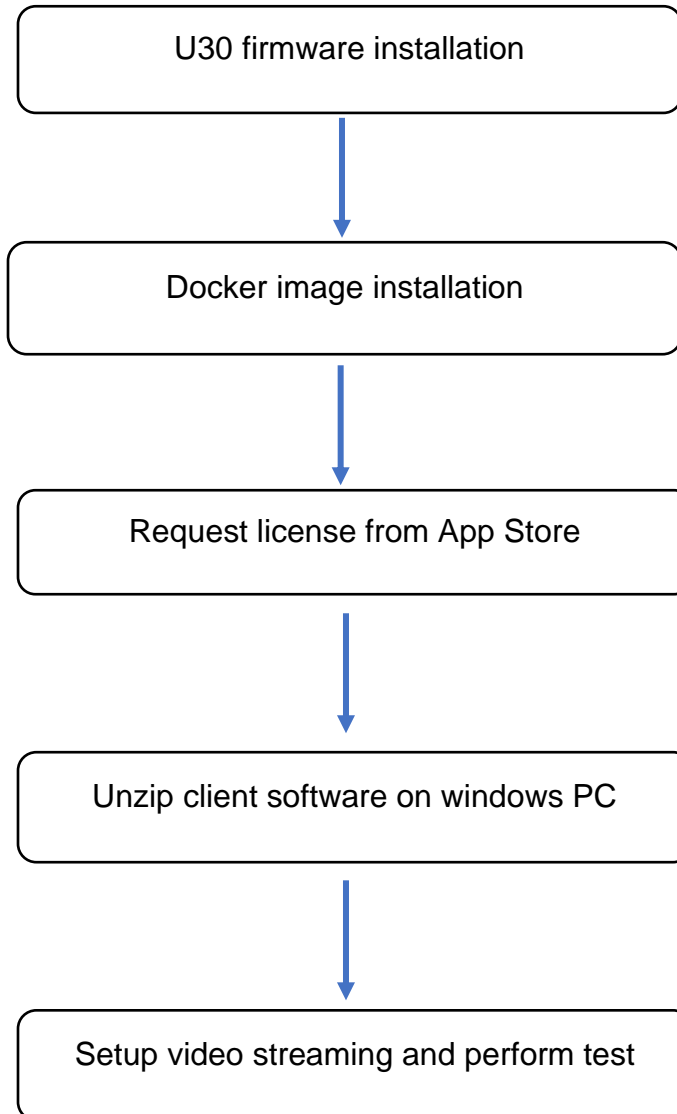 U30 firmware installation
Docker image installation
Request license from App Store
Unzip client software on windows PC
Setup video streaming and perform test